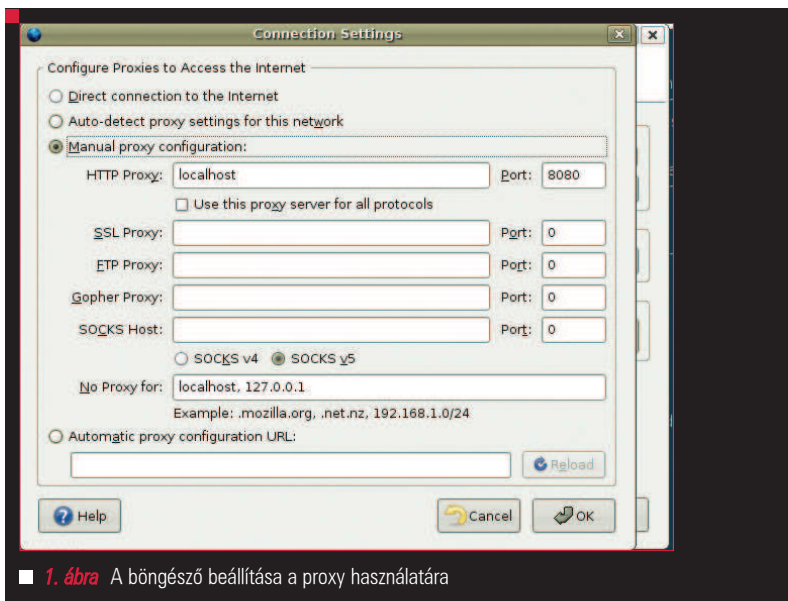 Connection Settings
Configure Proxies to Access the Internet
Direct connection to the Internet
Auto-detect proxy settings for this network
Manual proxy configuration:
HTTP Proxy: localhost Port: 8080
Use this proxy server for all protocols
SSL Proxy: Port: 0
FTP Proxy: Port: 0
Gopher Proxy: Port: 0
SOCKS Host: Port: 0
SOCKS v4 SOCKS v5
No Proxy for: localhost, 127.0.0.1
Example: .mozilla.org, .net.nz, 192.168.1.0/24
Automatic proxy configuration URL:
Reload
Help Cancel OK
1. ábra A böngésző beállítása a proxy használatára